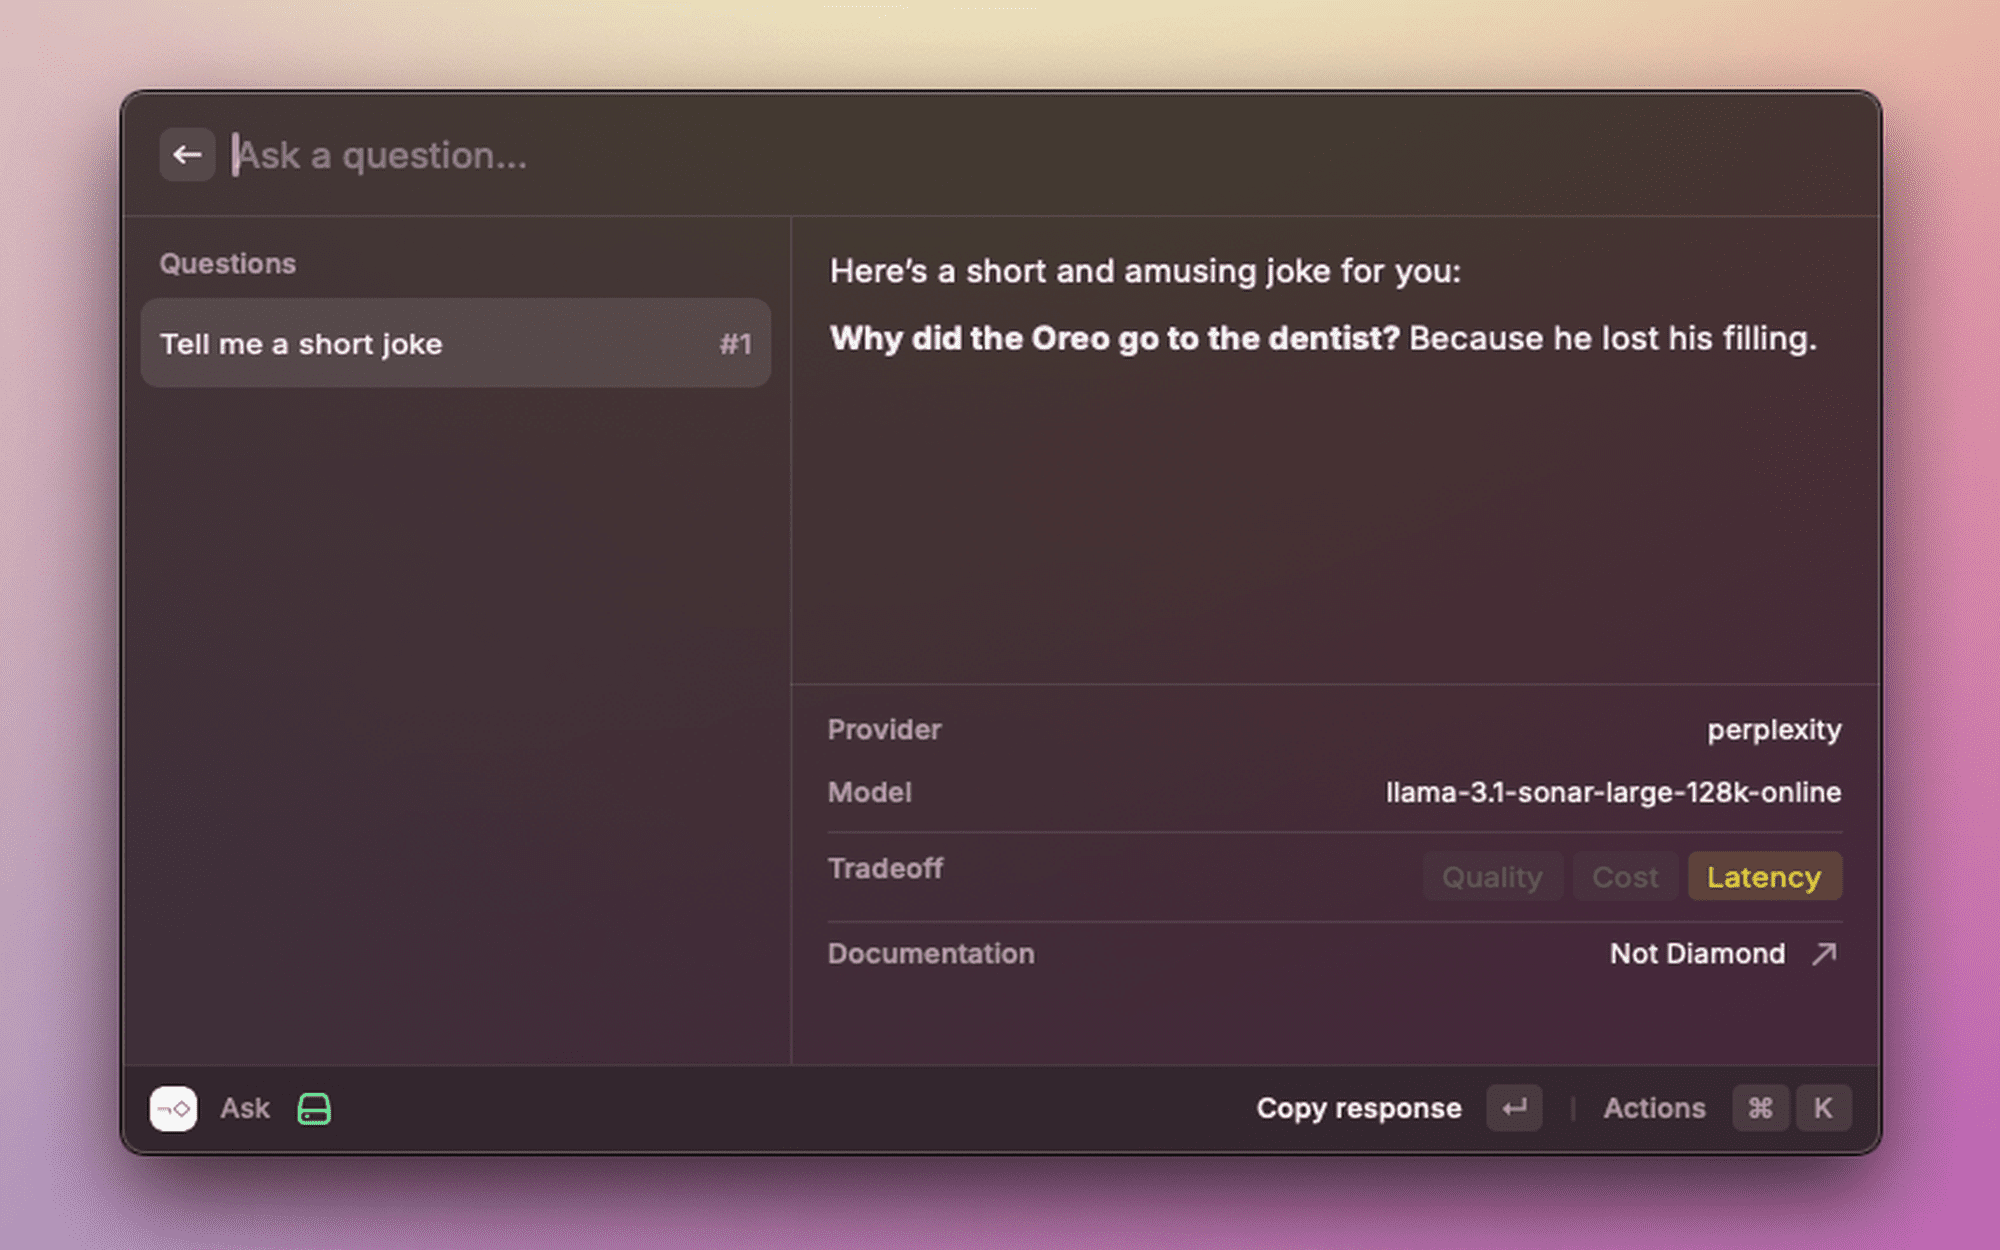 Ask a question...
Questions
Tell me a short joke #1
Here’s a short and amusing joke for you:
Why did the Oreo go to the dentist? Because he lost his filling.
Provider perplexity
Model llama-3.1-sonar-large-128k-online
Tradeoff Quality Cost Latency
Documentation Not Diamond
Ask Copy response Actions ⌘ K